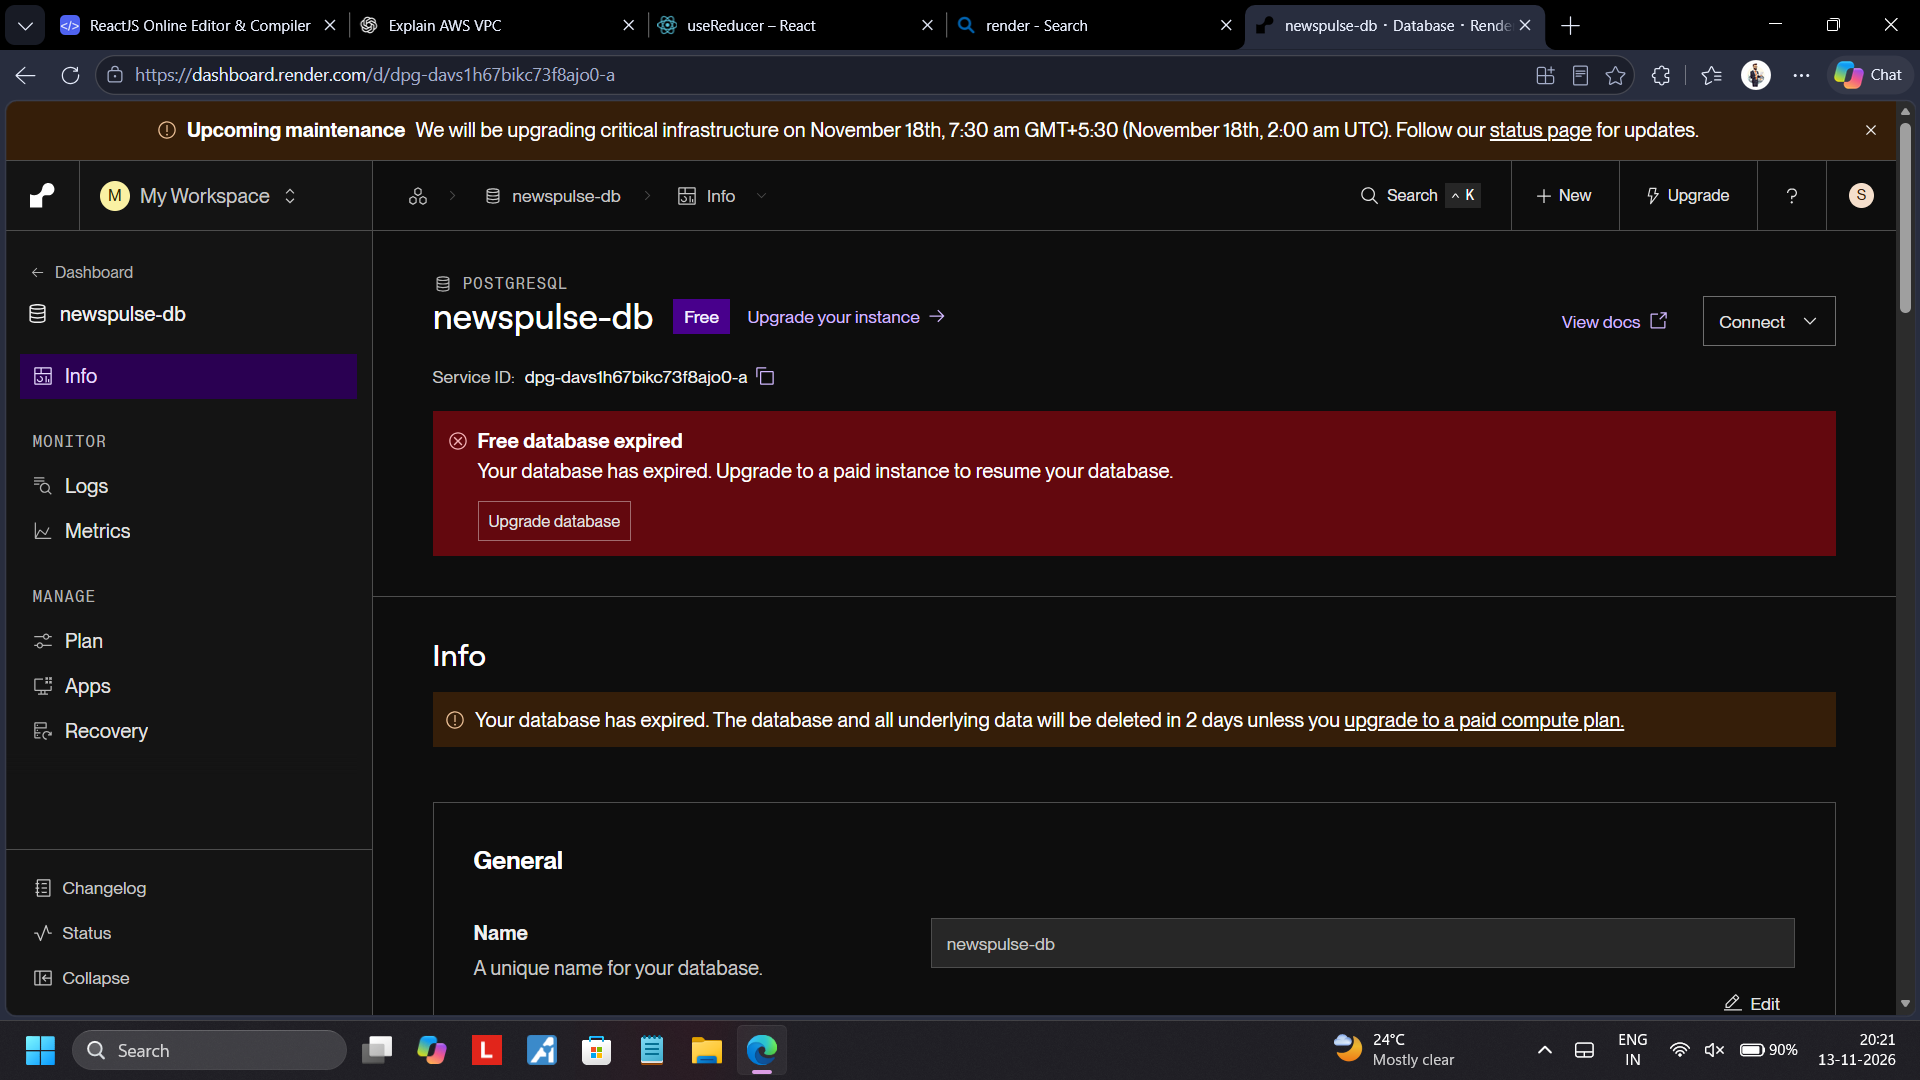 ReactJS Online Editor & Compiler
Explain AWS VPC
useReducer – React
render - Search
newspulse-db · Database · Rende
https://dashboard.render.com/d/dpg-davs1h67bikc73f8ajo0-a
Chat
Upcoming maintenance We will be upgrading critical infrastructure on November 18th, 7:30 am GMT+5:30 (November 18th, 2:00 am UTC). Follow our status page for updates.
M My Workspace
newspulse-db
Info
Search ^ K
+ New
Upgrade
?
S
← Dashboard
newspulse-db
Info
MONITOR
Logs
Metrics
MANAGE
Plan
Apps
Recovery
Changelog
Status
Collapse
POSTGRESQL
newspulse-db Free Upgrade your instance →
View docs
Connect
Service ID: dpg-davs1h67bikc73f8ajo0-a
Free database expired
Your database has expired. Upgrade to a paid instance to resume your database.
Upgrade database
Info
Your database has expired. The database and all underlying data will be deleted in 2 days unless you upgrade to a paid compute plan.
General
Name
newspulse-db
A unique name for your database.
Edit
Search
L
24°C
Mostly clear
ENG
IN
90%
20:21
13-11-2026